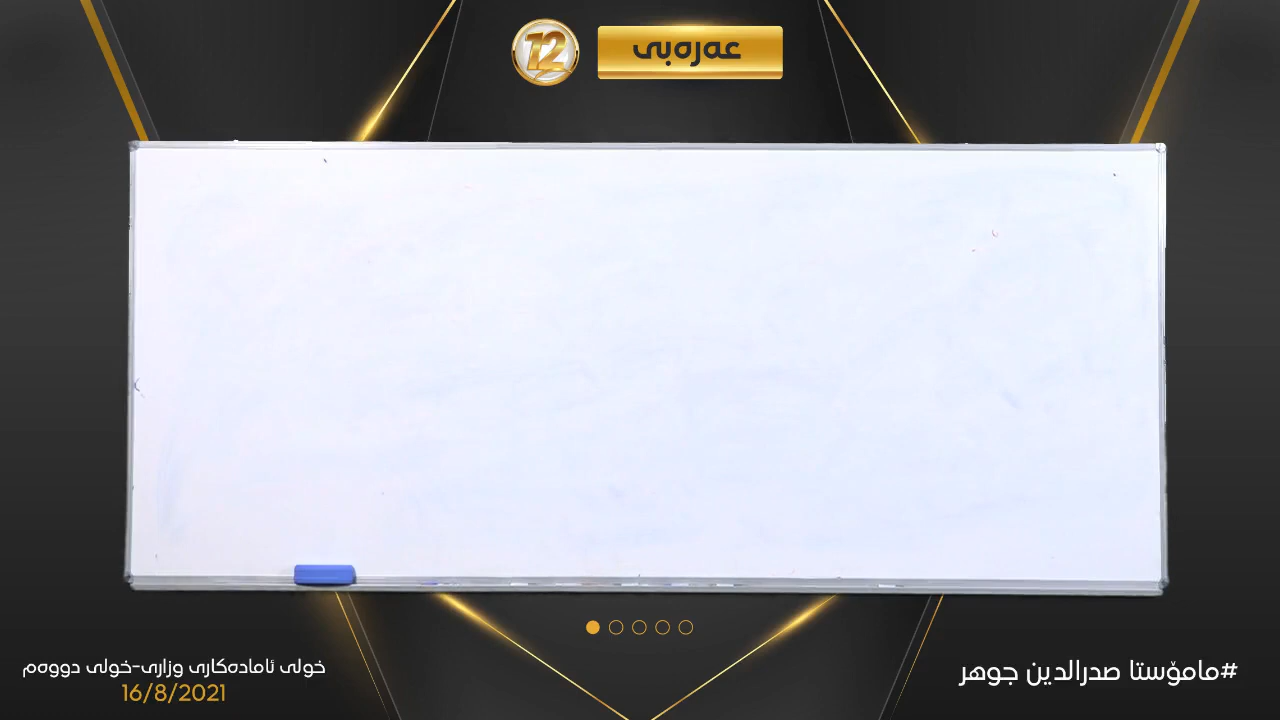 12
عەرەبی
#مامۆستا صدرالدین جوهر
خولی ئامادەکاری وزاری-خولی دووەم
16/8/2021